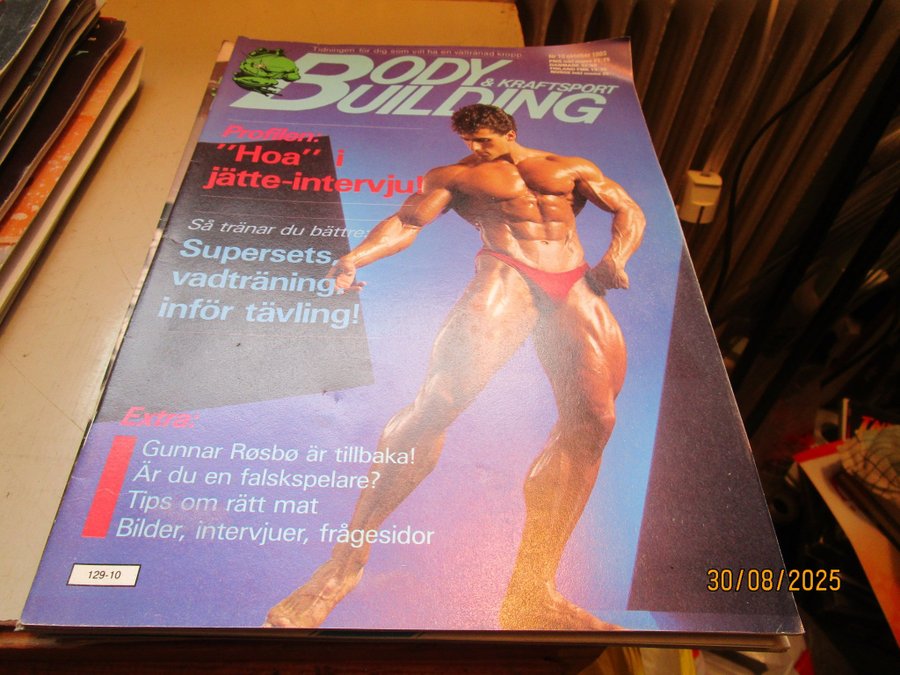 Tidningen för dig som vill ha en vältränad kropp
BODY
BUILDING
& KRAFTSPORT
Profilen:
"Hoa" i
jätte-intervju!
Så tränar du bättre:
Supersets,
vadträning,
inför tävling!
Extra:
Gunnar Røsbø är tillbaka!
Är du en falskspelare?
Tips om rätt mat
Bilder, intervjuer, frågesidor
129-10
30/08/2025